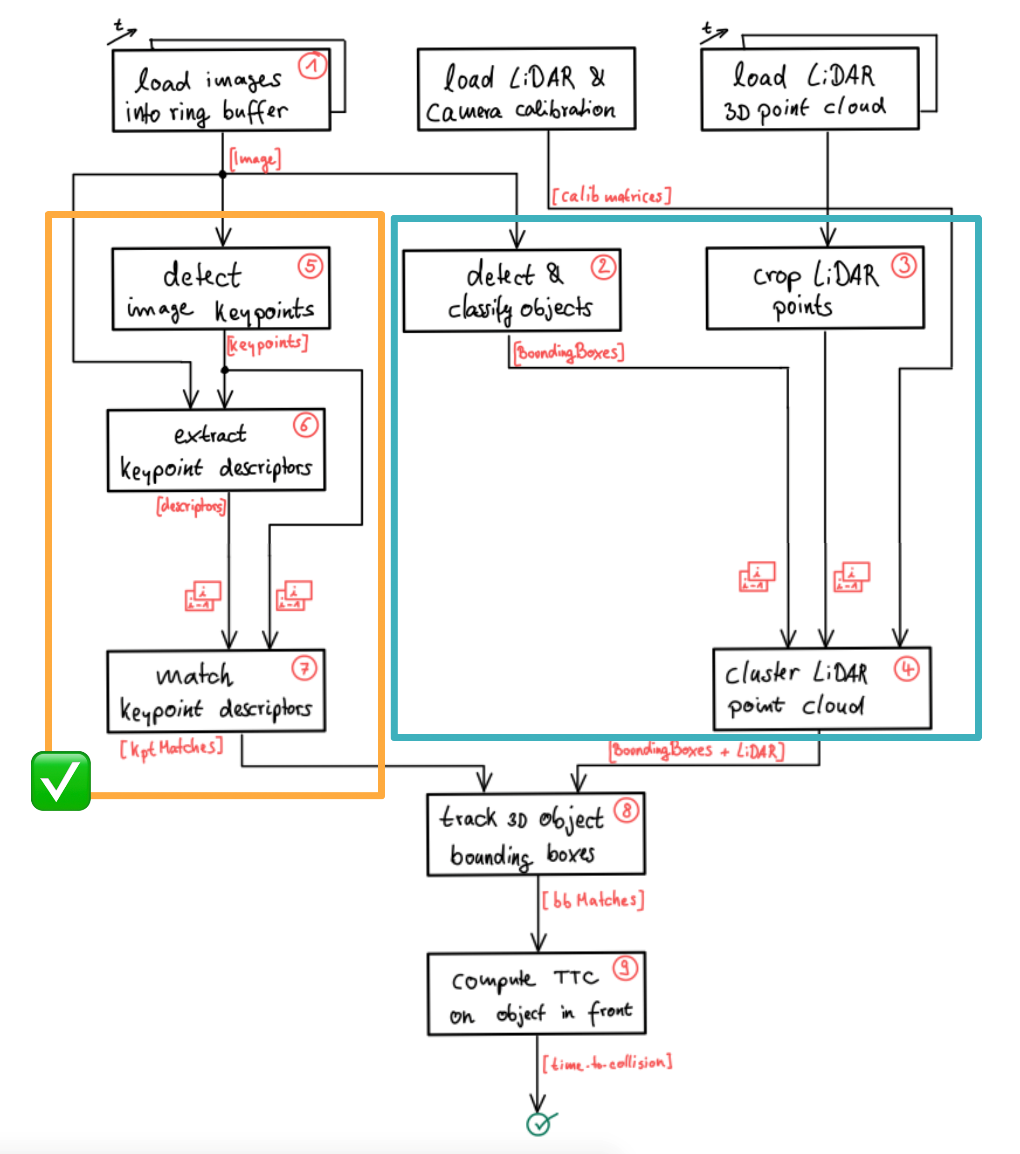 t
load images
into ring buffer
1
load LiDAR &
Camera calibration
t
load LiDAR
3D point cloud
[Image]
[calib matrices]
detect
image keypoints
5
detect &
classify objects
2
crop LiDAR
points
3
[keypoints]
[BoundingBoxes]
extract
keypoint descriptors
6
[descriptors]
i
i-1
i
i-1
i
i-1
i
i-1
match
keypoint descriptors
7
cluster LiDAR
point cloud
4
[KptMatches]
[BoundingBoxes + LiDAR]
track 3D object
bounding boxes
8
[bb Matches]
compute TTC
on object in front
9
[time-to-collision]